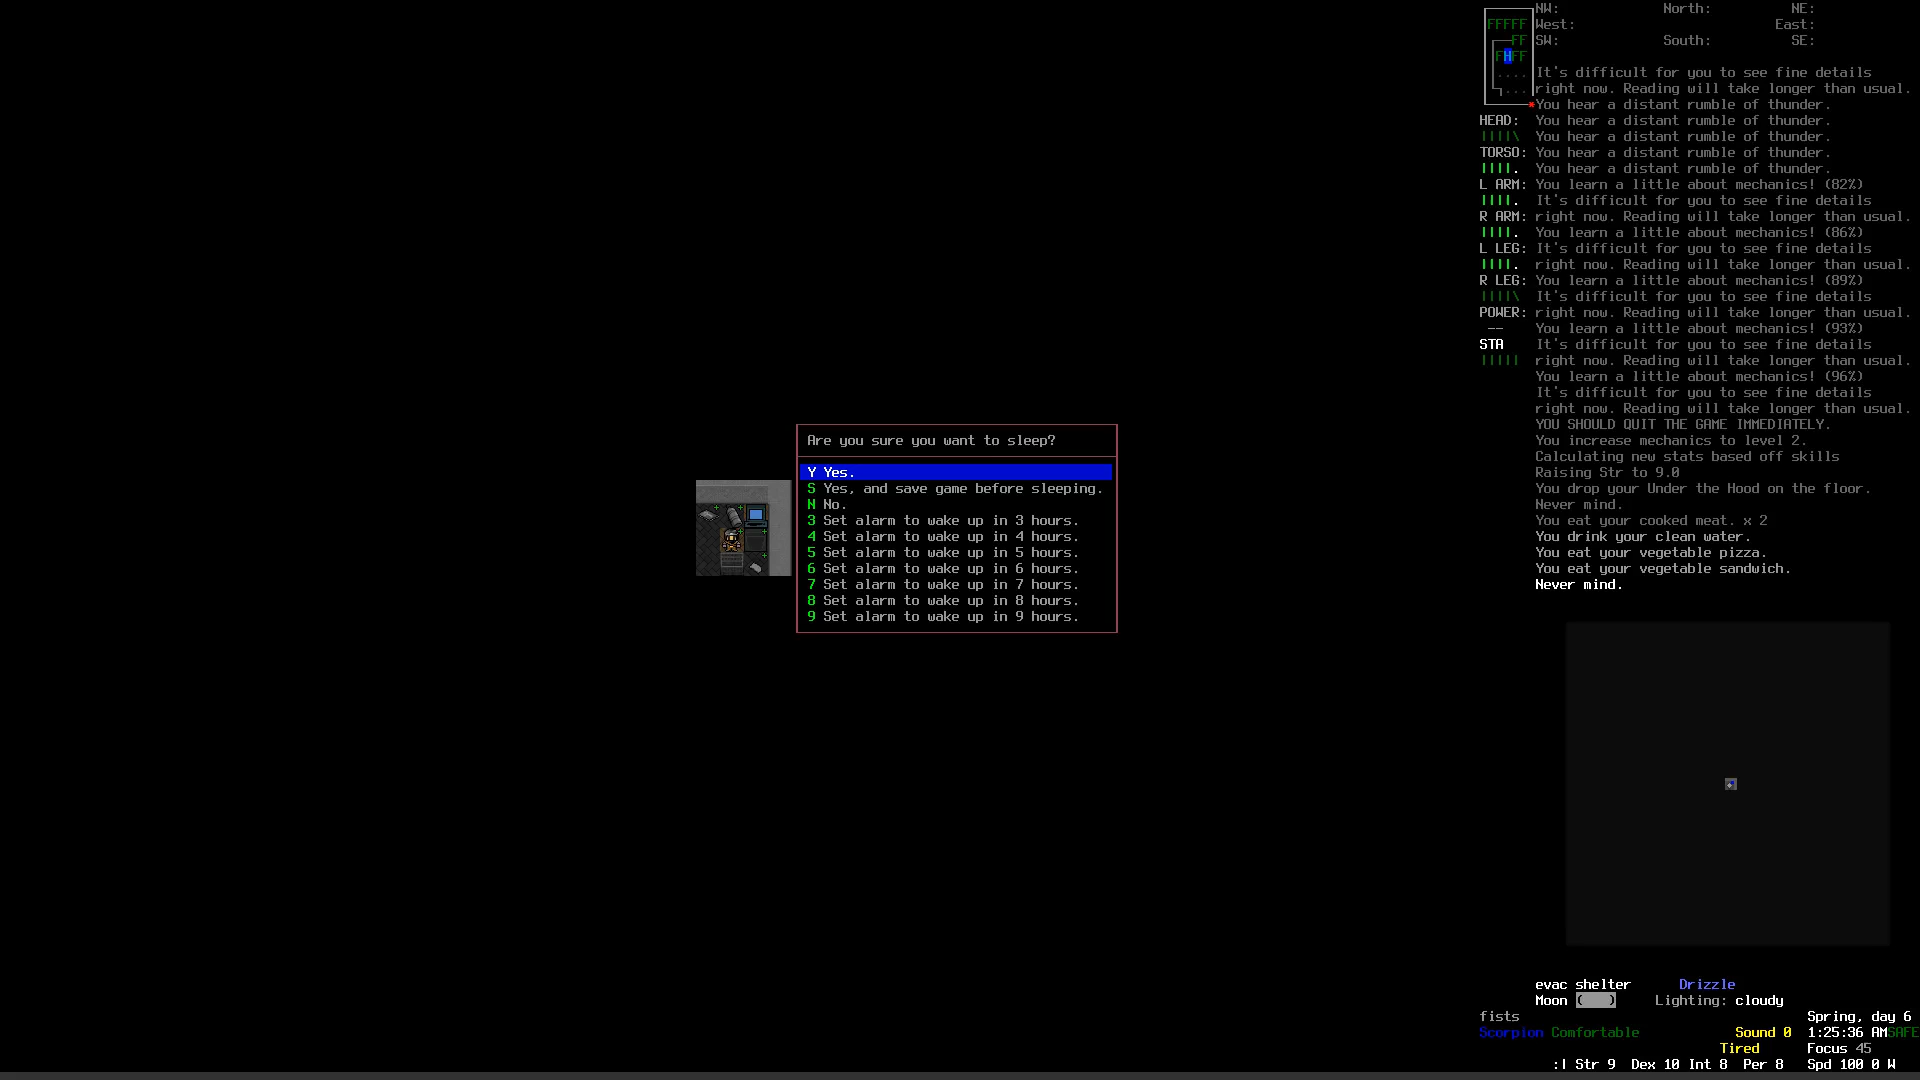 NW: North: NE:
FFFFF West: East:
FF SW: South: SE:
FHFF
It's difficult for you to see fine details
right now. Reading will take longer than usual.
You hear a distant rumble of thunder.
HEAD: You hear a distant rumble of thunder.
||||\ You hear a distant rumble of thunder.
TORSO: You hear a distant rumble of thunder.
||||. You hear a distant rumble of thunder.
L ARM: You learn a little about mechanics! (82%)
||||. It's difficult for you to see fine details
R ARM: right now. Reading will take longer than usual.
||||. You learn a little about mechanics! (86%)
L LEG: It's difficult for you to see fine details
||||. right now. Reading will take longer than usual.
R LEG: You learn a little about mechanics! (89%)
||||\ It's difficult for you to see fine details
POWER: right now. Reading will take longer than usual.
-- You learn a little about mechanics! (93%)
STA It's difficult for you to see fine details
||||| right now. Reading will take longer than usual.
You learn a little about mechanics! (96%)
It's difficult for you to see fine details
right now. Reading will take longer than usual.
YOU SHOULD QUIT THE GAME IMMEDIATELY.
You increase mechanics to level 2.
Calculating new stats based off skills
Raising Str to 9.0
You drop your Under the Hood on the floor.
Never mind.
You eat your cooked meat. x 2
You drink your clean water.
You eat your vegetable pizza.
You eat your vegetable sandwich.
Never mind.
Are you sure you want to sleep?
Y Yes.
S Yes, and save game before sleeping.
N No.
3 Set alarm to wake up in 3 hours.
4 Set alarm to wake up in 4 hours.
5 Set alarm to wake up in 5 hours.
6 Set alarm to wake up in 6 hours.
7 Set alarm to wake up in 7 hours.
8 Set alarm to wake up in 8 hours.
9 Set alarm to wake up in 9 hours.
evac shelter Drizzle
Moon ( ) Lighting: cloudy
fists Spring, day 6
Scorpion Comfortable Sound 0 1:25:36 AM SAFE
Tired Focus 45
:| Str 9 Dex 10 Int 8 Per 8 Spd 100 0 W